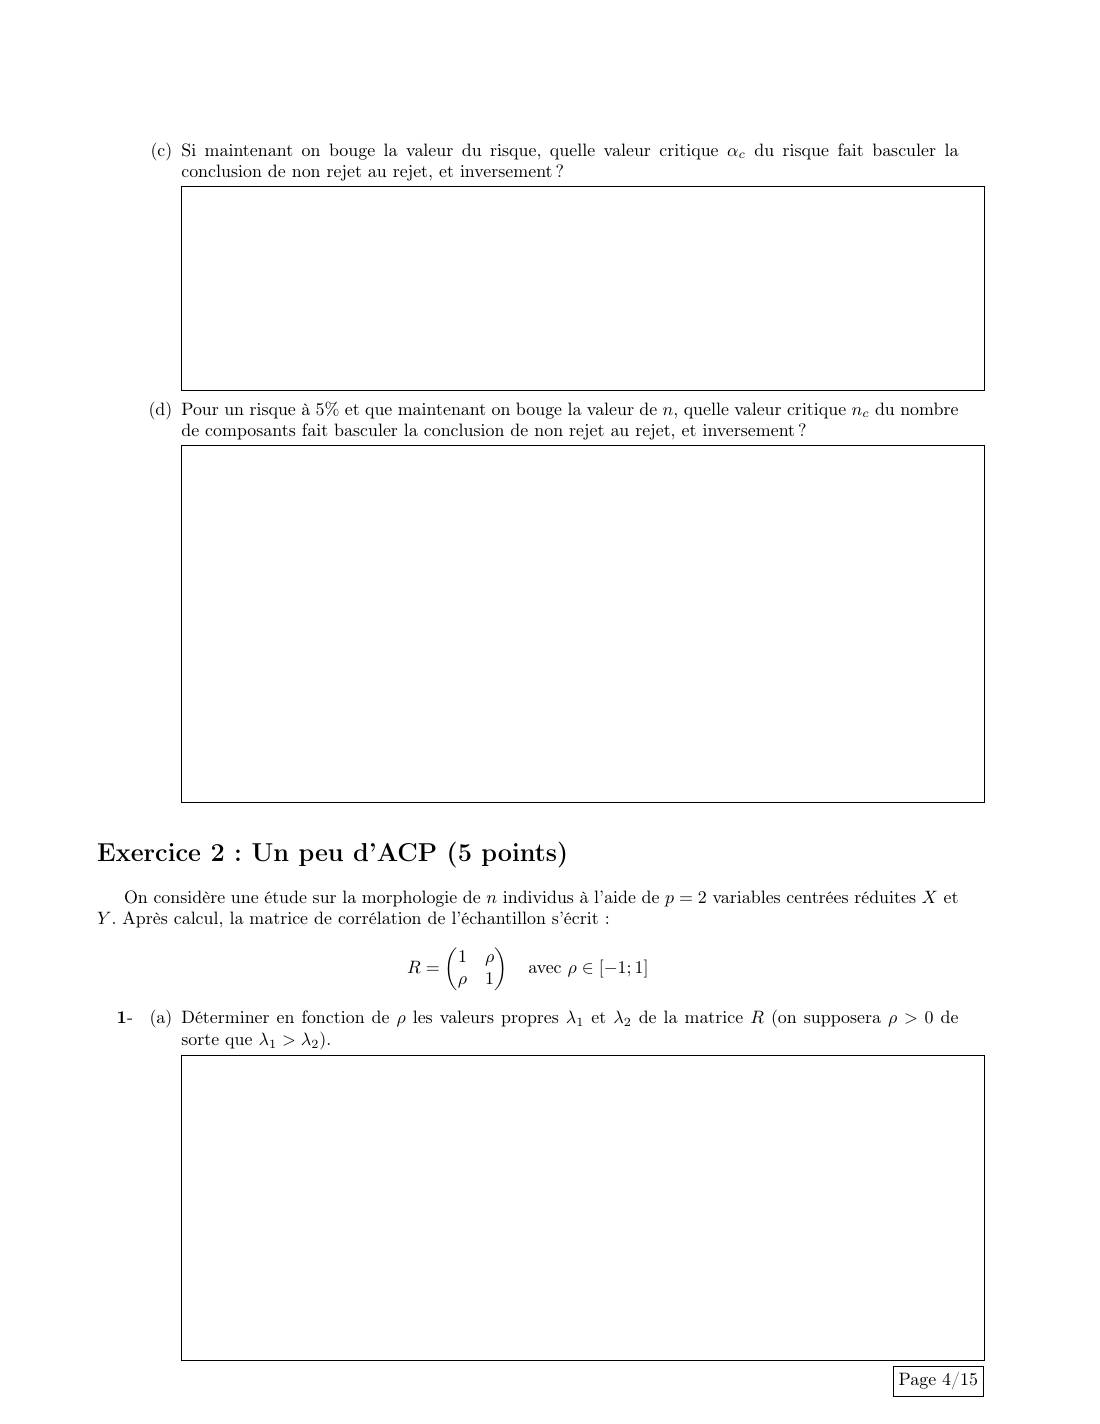 (c) Si maintenant on bouge la valeur du risque, quelle valeur critique α_c du risque fait basculer la
conclusion de non rejet au rejet, et inversement ?
(d) Pour un risque à 5% et que maintenant on bouge la valeur de n, quelle valeur critique n_c du nombre
de composants fait basculer la conclusion de non rejet au rejet, et inversement ?
Exercice 2 : Un peu d'ACP (5 points)
On considère une étude sur la morphologie de n individus à l'aide de p = 2 variables centrées réduites X et
Y. Après calcul, la matrice de corrélation de l'échantillon s'écrit :
R = (1 ρ
ρ 1) avec ρ ∈ [−1; 1]
1- (a) Déterminer en fonction de ρ les valeurs propres λ₁ et λ₂ de la matrice R (on supposera ρ > 0 de
sorte que λ₁ > λ₂).
Page 4/15